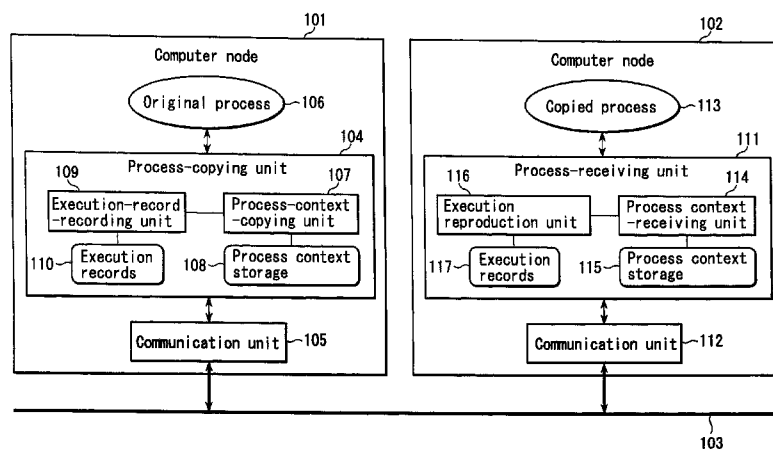 101
Computer node
Original process
106
104
Process-copying unit
109
107
Execution-record
-recording unit
Process-context
-copying unit
110
Execution
records
108
Process context
storage
Communication unit
105
102
Computer node
Copied process
113
111
Process-receiving unit
116
114
Execution
reproduction unit
Process context
-receiving unit
117
Execution
records
115
Process context
storage
Communication unit
112
103